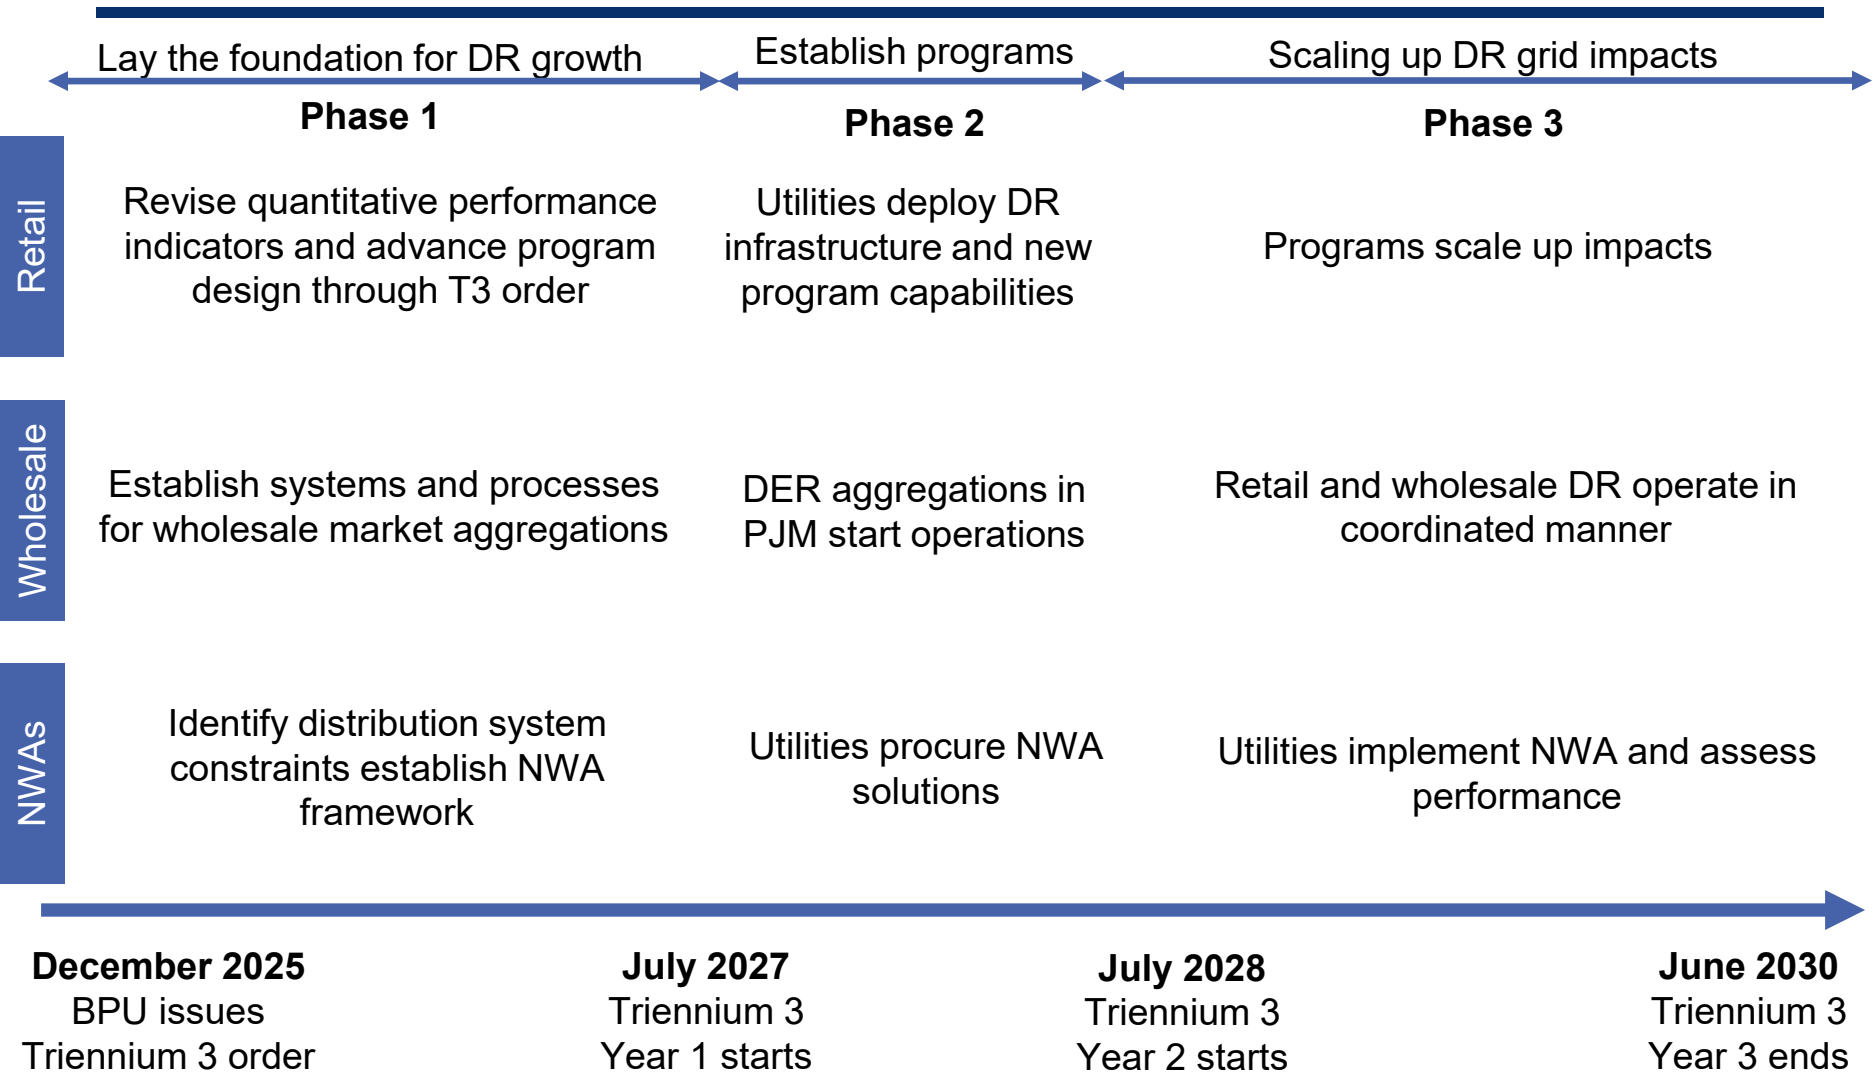 Lay the foundation for DR growth
Establish programs
Scaling up DR grid impacts
Phase 1
Phase 2
Phase 3
Retail
Revise quantitative performance
indicators and advance program
design through T3 order
Utilities deploy DR
infrastructure and new
program capabilities
Programs scale up impacts
Wholesale
Establish systems and processes
for wholesale market aggregations
DER aggregations in
PJM start operations
Retail and wholesale DR operate in
coordinated manner
NWAs
Identify distribution system
constraints establish NWA
framework
Utilities procure NWA
solutions
Utilities implement NWA and assess
performance
December 2025
BPU issues
Triennium 3 order
July 2027
Triennium 3
Year 1 starts
July 2028
Triennium 3
Year 2 starts
June 2030
Triennium 3
Year 3 ends